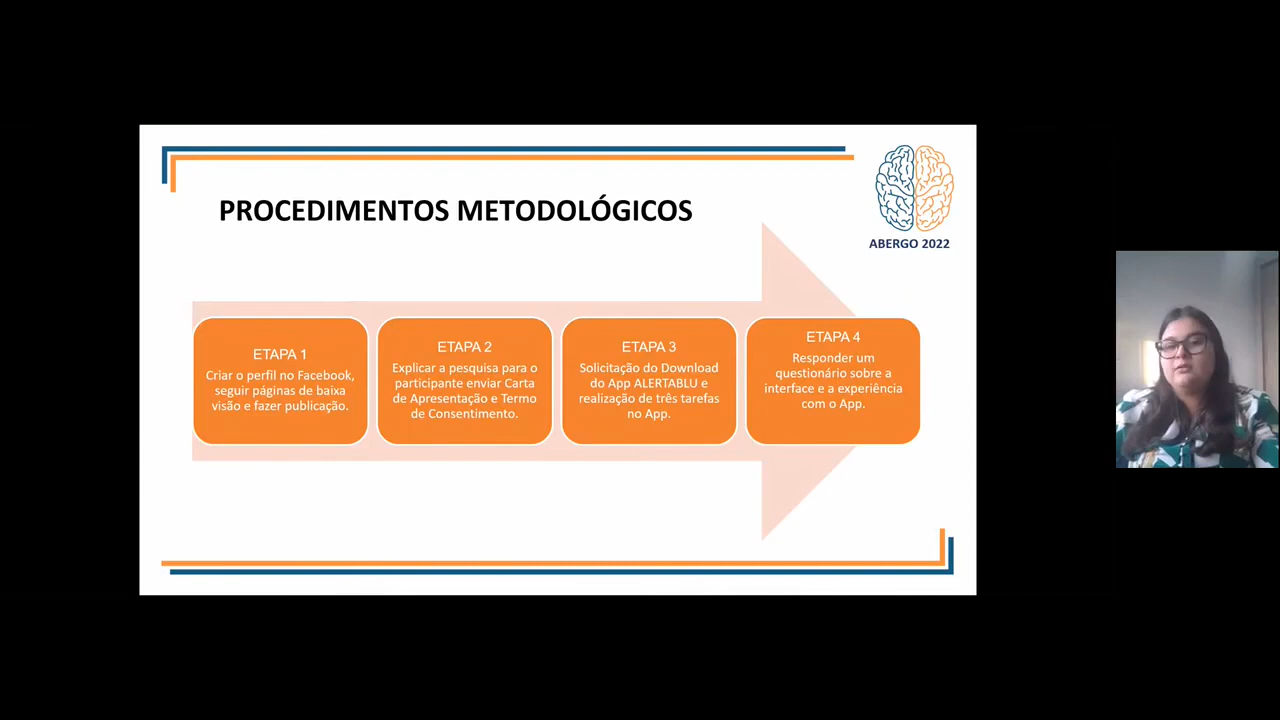 PROCEDIMENTOS METODOLÓGICOS
ABERGO 2022
ETAPA 1
Criar o perfil no Facebook,
seguir páginas de baixa
visão e fazer publicação.
ETAPA 2
Explicar a pesquisa para o
participante enviar Carta
de Apresentação e Termo
de Consentimento.
ETAPA 3
Solicitação do Download
do App ALERTABLU e
realização de três tarefas
no App.
ETAPA 4
Responder um
questionário sobre a
interface e a experiência
com o App.